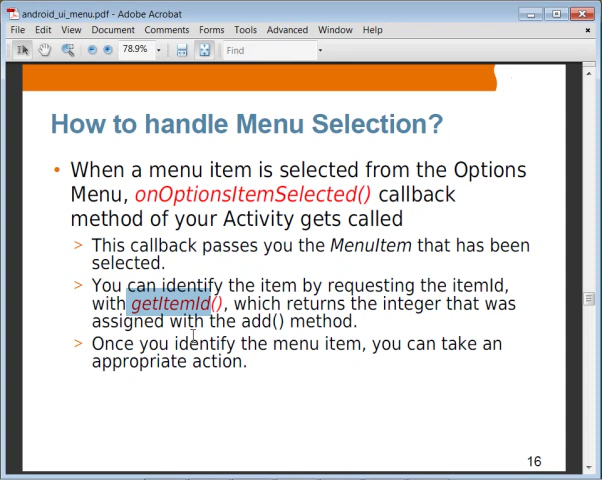 android_ui_menu.pdf - Adobe Acrobat
File Edit View Document Comments Forms Tools Advanced Window Help
78.9% Find
How to handle Menu Selection?
• When a menu item is selected from the Options
Menu, onOptionsItemSelected() callback
method of your Activity gets called
> This callback passes you the MenuItem that has been
selected.
> You can identify the item by requesting the itemId,
with getItemId(), which returns the integer that was
assigned with the add() method.
> Once you identify the menu item, you can take an
appropriate action.
16